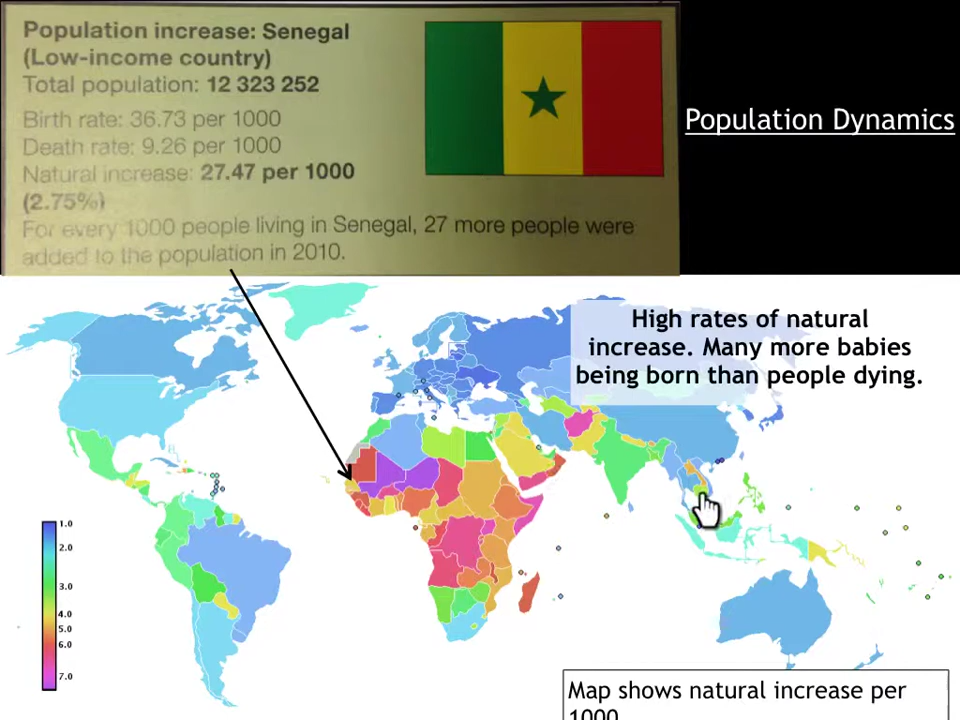 Population increase: Senegal
(Low-income country)
Total population: 12 323 252
Birth rate: 36.73 per 1000
Death rate: 9.26 per 1000
Natural increase: 27.47 per 1000
(2.75%)
For every 1000 people living in Senegal, 27 more people were
added to the population in 2010.
Population Dynamics
High rates of natural
increase. Many more babies
being born than people dying.
1.0
2.0
3.0
4.0
5.0
6.0
7.0
Map shows natural increase per
1000